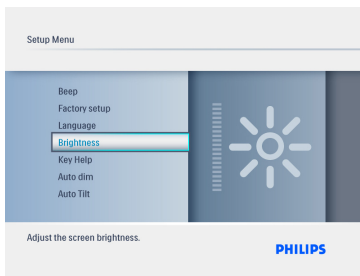 Setup Menu
Beep
Factory setup
Language
Brightness
Key Help
Auto dim
Auto Tilt
Adjust the screen brightness.
PHILIPS